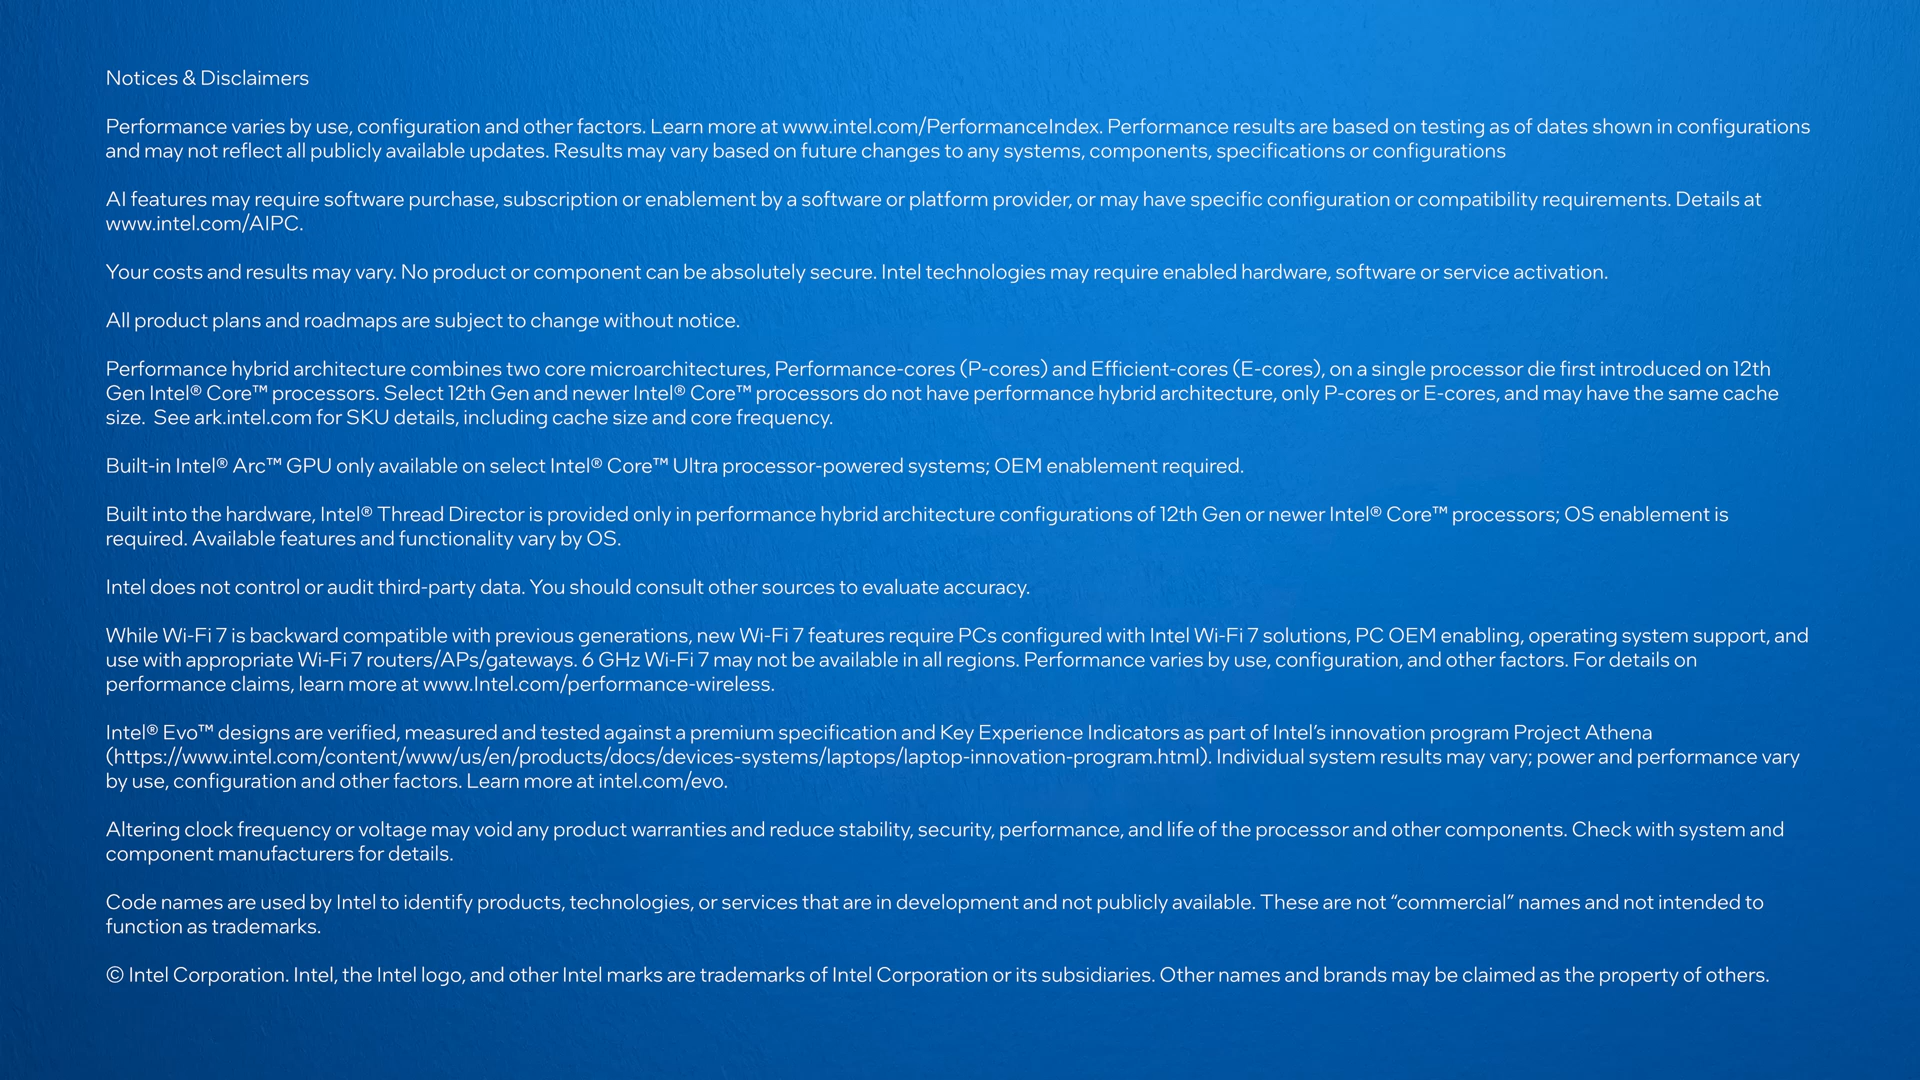 Notices & Disclaimers
Performance varies by use, configuration and other factors. Learn more at www.intel.com/PerformanceIndex. Performance results are based on testing as of dates shown in configurations
and may not reflect all publicly available updates. Results may vary based on future changes to any systems, components, specifications or configurations
AI features may require software purchase, subscription or enablement by a software or platform provider, or may have specific configuration or compatibility requirements. Details at
www.intel.com/AIPC.
Your costs and results may vary. No product or component can be absolutely secure. Intel technologies may require enabled hardware, software or service activation.
All product plans and roadmaps are subject to change without notice.
Performance hybrid architecture combines two core microarchitectures, Performance-cores (P-cores) and Efficient-cores (E-cores), on a single processor die first introduced on 12th
Gen Intel® Core™ processors. Select 12th Gen and newer Intel® Core™ processors do not have performance hybrid architecture, only P-cores or E-cores, and may have the same cache
size.  See ark.intel.com for SKU details, including cache size and core frequency.
Built-in Intel® Arc™ GPU only available on select Intel® Core™ Ultra processor-powered systems; OEM enablement required.
Built into the hardware, Intel® Thread Director is provided only in performance hybrid architecture configurations of 12th Gen or newer Intel® Core™ processors; OS enablement is
required. Available features and functionality vary by OS.
Intel does not control or audit third-party data. You should consult other sources to evaluate accuracy.
While Wi-Fi 7 is backward compatible with previous generations, new Wi-Fi 7 features require PCs configured with Intel Wi-Fi 7 solutions, PC OEM enabling, operating system support, and
use with appropriate Wi-Fi 7 routers/APs/gateways. 6 GHz Wi-Fi 7 may not be available in all regions. Performance varies by use, configuration, and other factors. For details on
performance claims, learn more at www.Intel.com/performance-wireless.
Intel® Evo™ designs are verified, measured and tested against a premium specification and Key Experience Indicators as part of Intel’s innovation program Project Athena
(https://www.intel.com/content/www/us/en/products/docs/devices-systems/laptops/laptop-innovation-program.html). Individual system results may vary; power and performance vary
by use, configuration and other factors. Learn more at intel.com/evo.
Altering clock frequency or voltage may void any product warranties and reduce stability, security, performance, and life of the processor and other components. Check with system and
component manufacturers for details.
Code names are used by Intel to identify products, technologies, or services that are in development and not publicly available. These are not “commercial” names and not intended to
function as trademarks.
© Intel Corporation. Intel, the Intel logo, and other Intel marks are trademarks of Intel Corporation or its subsidiaries. Other names and brands may be claimed as the property of others.